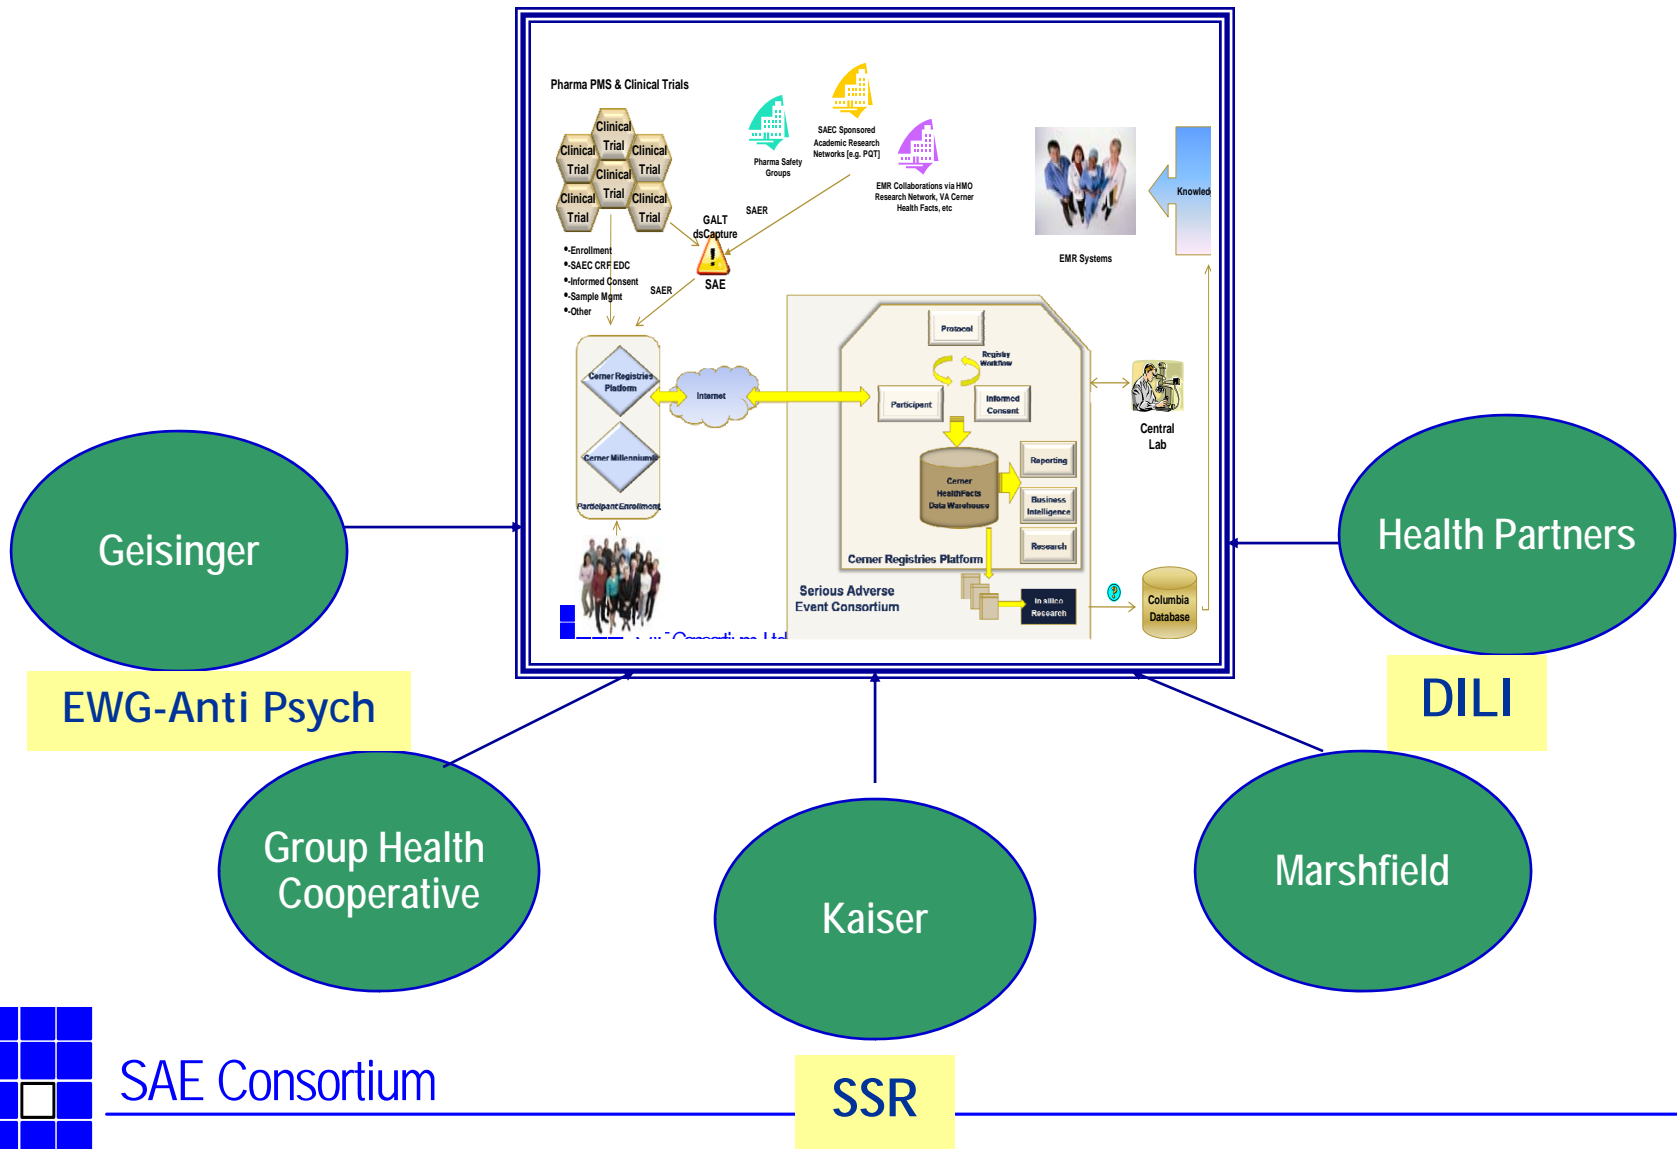 Pharma PMS & Clinical Trials
Clinical
Trial
Clinical
Trial
Clinical
Trial
Clinical
Trial
Clinical
Trial
Clinical
Trial
SAEC Sponsored
Academic Research
Networks [e.g. PQT]
Pharma Safety
Groups
EMR Collaborations via HMO
Research Network, VA Cerner
Health Facts, etc
EMR Systems
SAER
GALT
dsCapture
!
SAE
SAER
•-Enrollment
•-SAEC CRF EDC
•-Informed Consent
•-Sample Mgmt
•-Other
Cerner Registries
Platform
Cerner Millennium®
Participant Enrollment
Internet
Protocol
Registry
Workflow
Participant
Informed
Consent
Cerner
HealthFacts
Data Warehouse
Reporting
Business
Intelligence
Research
Cerner Registries Platform
Serious Adverse
Event Consortium
In silico
Research
?
Central
Lab
Columbia
Database
Geisinger
EWG-Anti Psych
Health Partners
DILI
Group Health
Cooperative
Kaiser
Marshfield
SAE Consortium
SSR